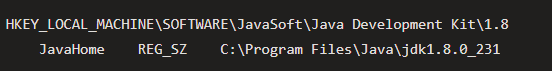 HKEY_LOCAL_MACHINE\SOFTWARE\JavaSoft\Java Development Kit\1.8
JavaHome    REG_SZ    C:\Program Files\Java\jdk1.8.0_231